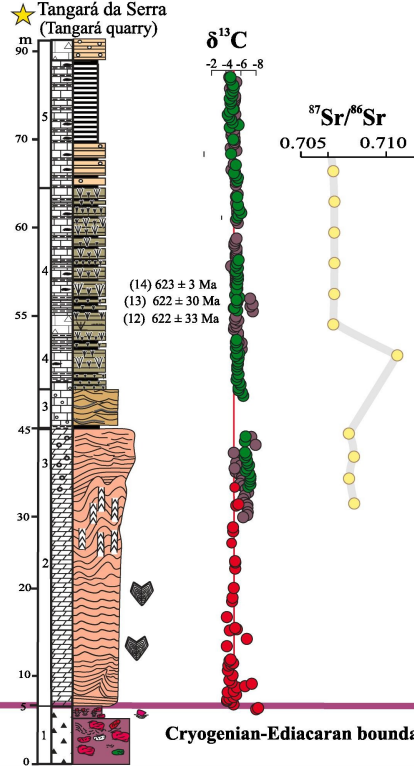 Tangará da Serra
(Tangará quarry)
m
90
70
60
55
45
30
20
10
5
0
5
4
4
3
3
2
1
δ¹³C
-2 -4 -6 -8
⁸⁷Sr/⁸⁶Sr
0.705 0.710
(14) 623 ± 3 Ma
(13) 622 ± 30 Ma
(12) 622 ± 33 Ma
Cryogenian-Ediacaran bounda